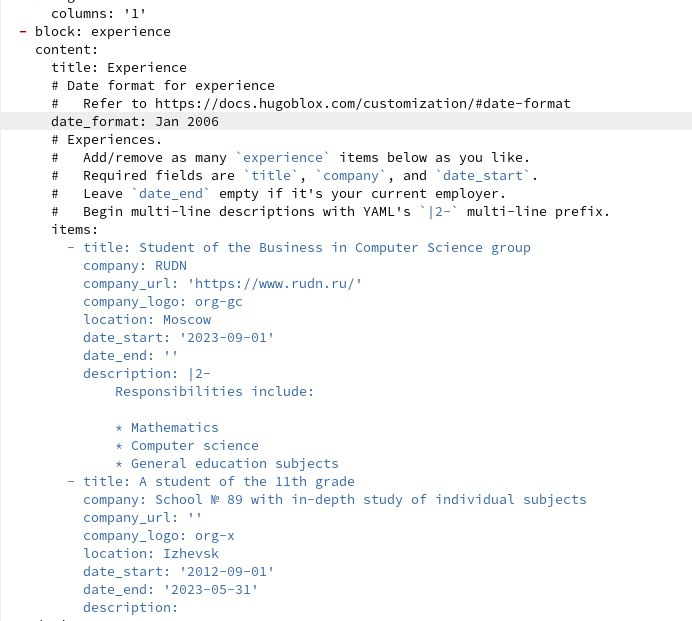 columns: '1'
- block: experience
content:
title: Experience
# Date format for experience
#   Refer to https://docs.hugoblox.com/customization/#date-format
date_format: Jan 2006
# Experiences.
#   Add/remove as many `experience` items below as you like.
#   Required fields are `title`, `company`, and `date_start`.
#   Leave `date_end` empty if it's your current employer.
#   Begin multi-line descriptions with YAML's `|2-` multi-line prefix.
items:
- title: Student of the Business in Computer Science group
company: RUDN
company_url: 'https://www.rudn.ru/'
company_logo: org-gc
location: Moscow
date_start: '2023-09-01'
date_end: ''
description: |2-
Responsibilities include:
* Mathematics
* Computer science
* General education subjects
- title: A student of the 11th grade
company: School № 89 with in-depth study of individual subjects
company_url: ''
company_logo: org-x
location: Izhevsk
date_start: '2012-09-01'
date_end: '2023-05-31'
description: